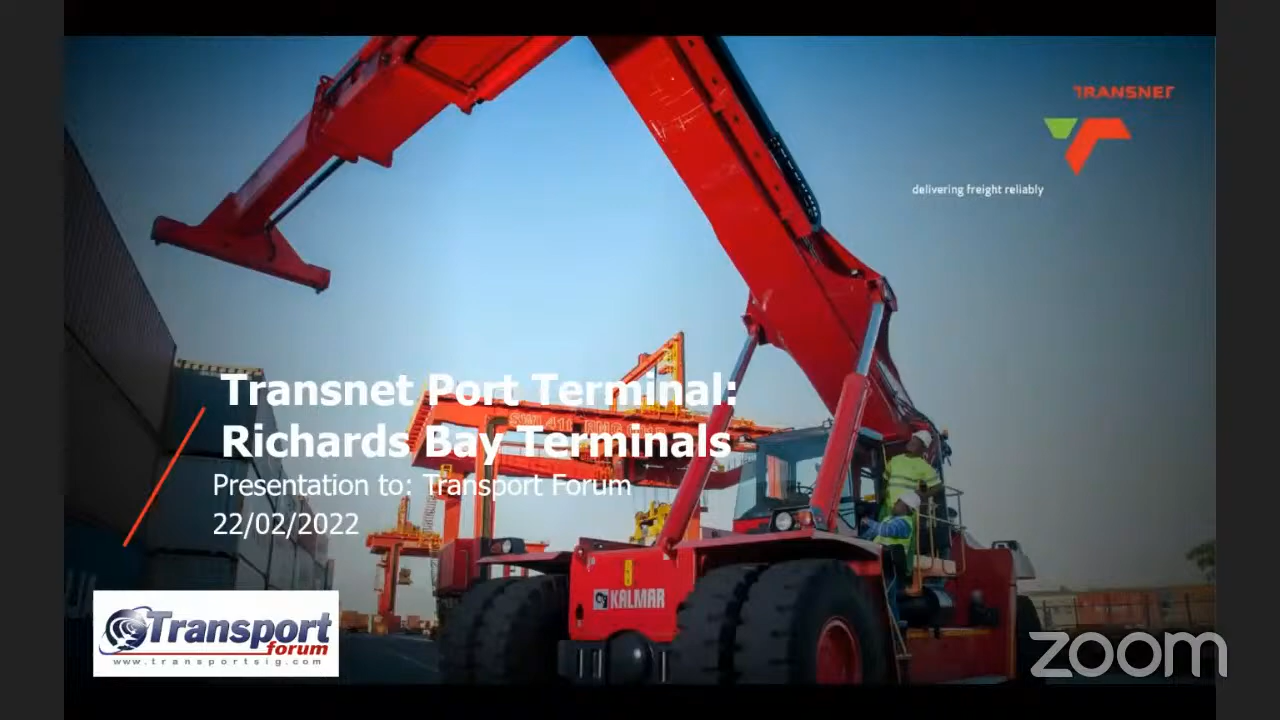 TRANSNET
delivering freight reliably
Transnet Port Terminal:
Richards Bay Terminals
Presentation to: Transport Forum
22/02/2022
KALMAR
Transport
forum
www.transportsig.com
zoom